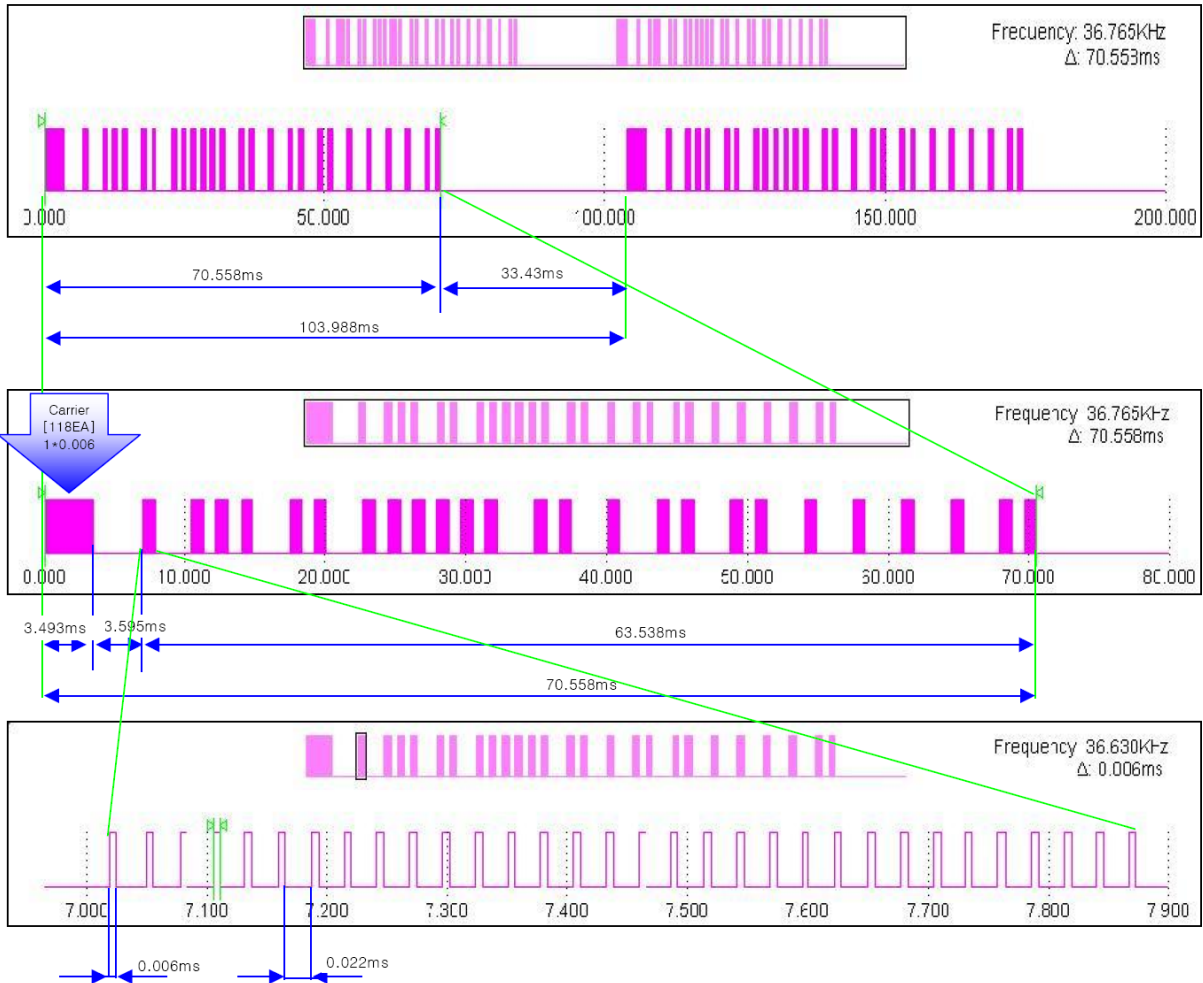 Frecuency: 36.765KHz
Δ: 70.553ms
0.000 50.000 100.000 150.000 200.000
70.558ms
33.43ms
103.988ms
Carrier
[118EA]
1*0.006
Frequency 36.765KHz
Δ: 70.558ms
0.000 10.000 20.000 30.000 40.000 50.000 60.000 70.000 80.000
3.493ms
3.595ms
63.538ms
70.558ms
Frequency 36.630KHz
Δ: 0.006ms
7.000 7.100 7.200 7.300 7.400 7.500 7.600 7.700 7.800 7.900
0.006ms
0.022ms